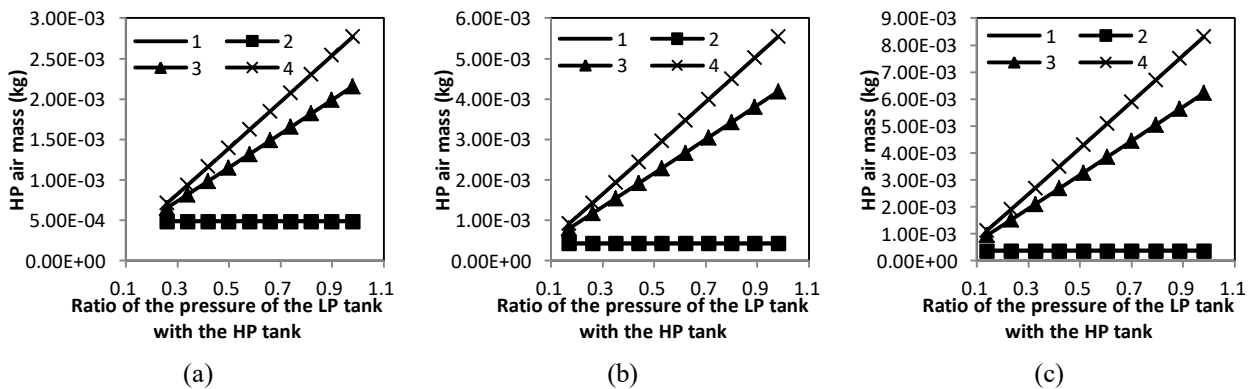 3.00E-03
2.50E-03
2.00E-03
1.50E-03
1.00E-03
5.00E-04
0.00E+00
HP air mass (kg)
1 2
3 4
0.1 0.3 0.5 0.7 0.9 1.1
Ratio of the pressure of the LP tank
with the HP tank
(a)
6.00E-03
5.00E-03
4.00E-03
3.00E-03
2.00E-03
1.00E-03
0.00E+00
HP air mass (kg)
1 2
3 4
0.1 0.3 0.5 0.7 0.9 1.1
Ratio of the pressure of the LP tank
with the HP tank
(b)
9.00E-03
8.00E-03
7.00E-03
6.00E-03
5.00E-03
4.00E-03
3.00E-03
2.00E-03
1.00E-03
0.00E+00
HP air mass (kg)
1 2
3 4
0.1 0.3 0.5 0.7 0.9 1.1
Ratio of the pressure of the LP tank
with the HP tank
(c)